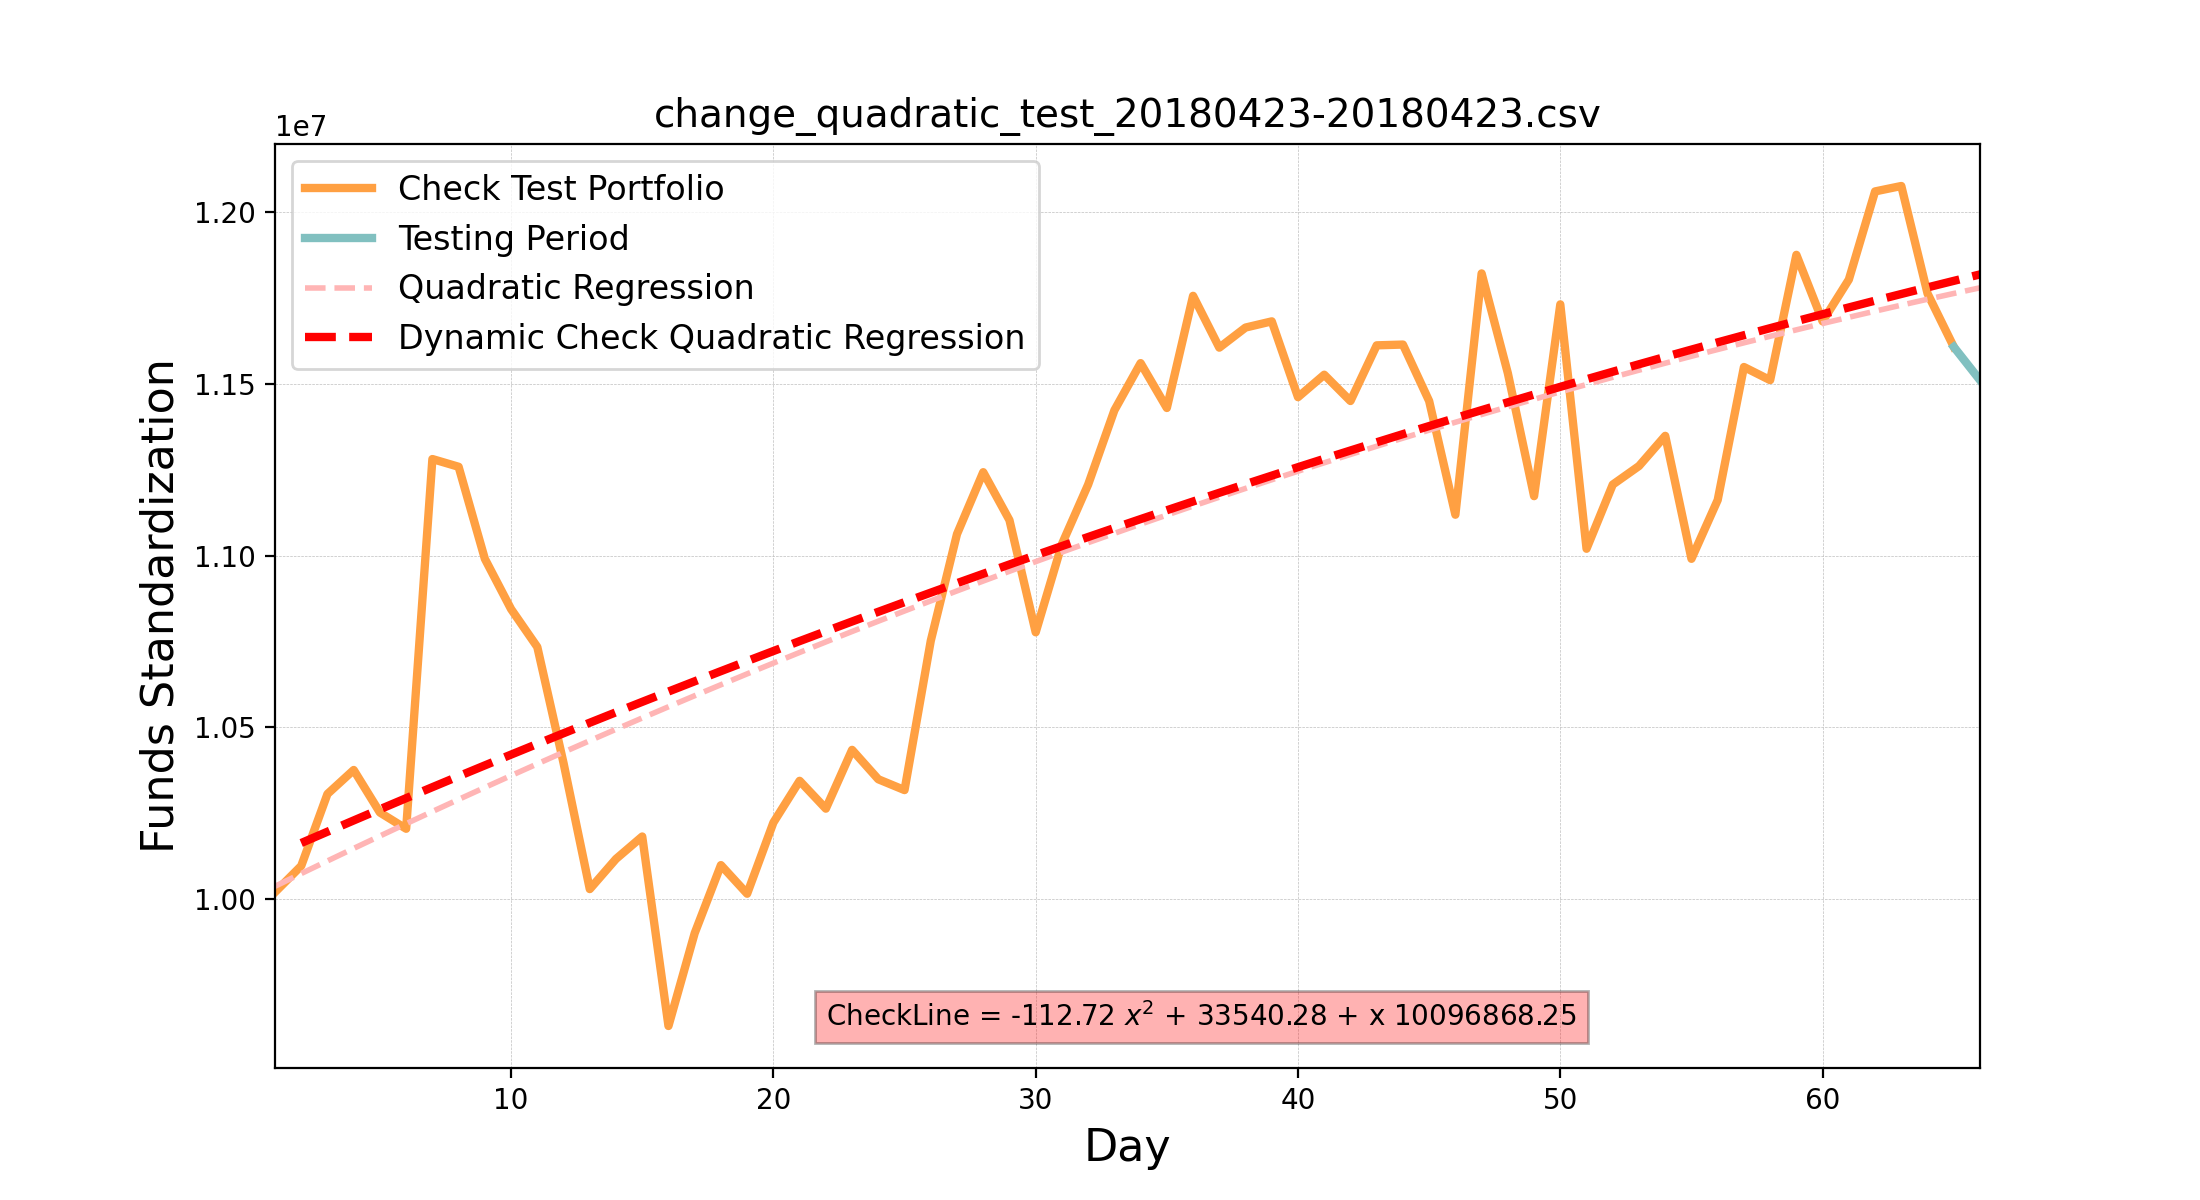 change_quadratic_test_20180423-20180423.csv
1e7
Check Test Portfolio
Testing Period
Quadratic Regression
Dynamic Check Quadratic Regression
Funds Standardization
1.20
1.15
1.10
1.05
1.00
CheckLine = -112.72 x² + 33540.28 + x 10096868.25
10 20 30 40 50 60
Day